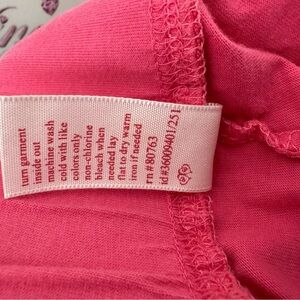 turn garment
inside out
machine wash
cold with like
colors only
non-chlorine
bleach when
needed lay
flat to dry warm
iron if needed
rn#80763
id#36000401/251